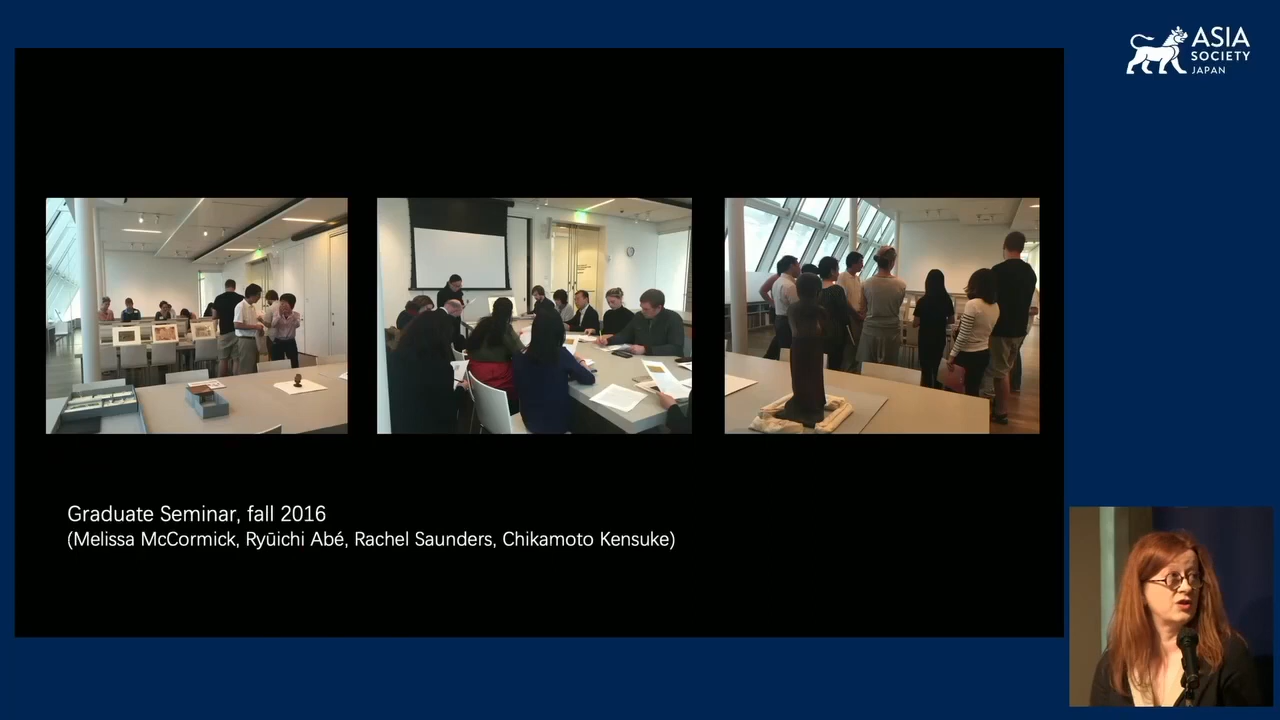 ASIA
SOCIETY
JAPAN
Graduate Seminar, fall 2016
(Melissa McCormick, Ryūichi Abé, Rachel Saunders, Chikamoto Kensuke)